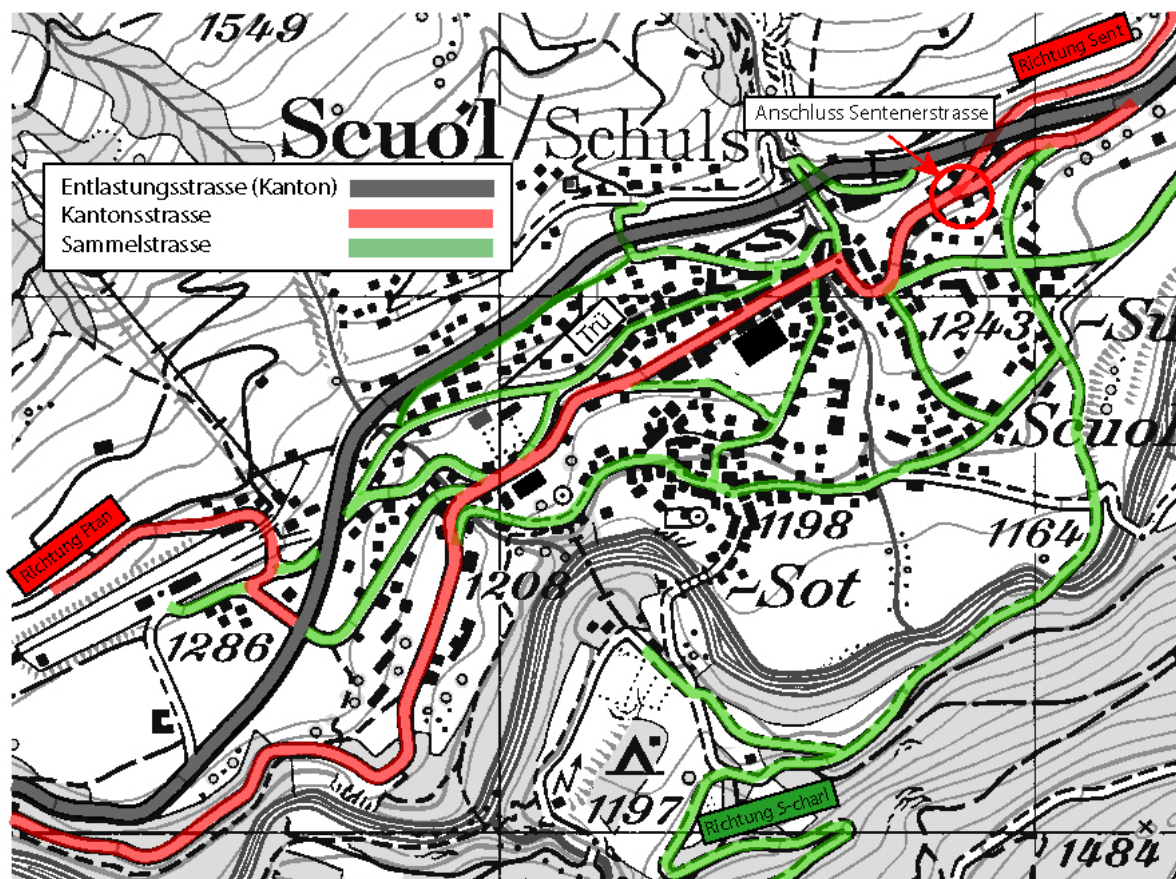 1549
Richtung Sent
Scuol/Schuls
Anschluss Sentenerstrasse
Entlastungsstrasse (Kanton)
Kantonsstrasse
Sammelstrasse
Trü
1243
Scuol
Richtung Ftan
1198
1164
1208
-Sot
1286
1197
Richtung S-charl
1484